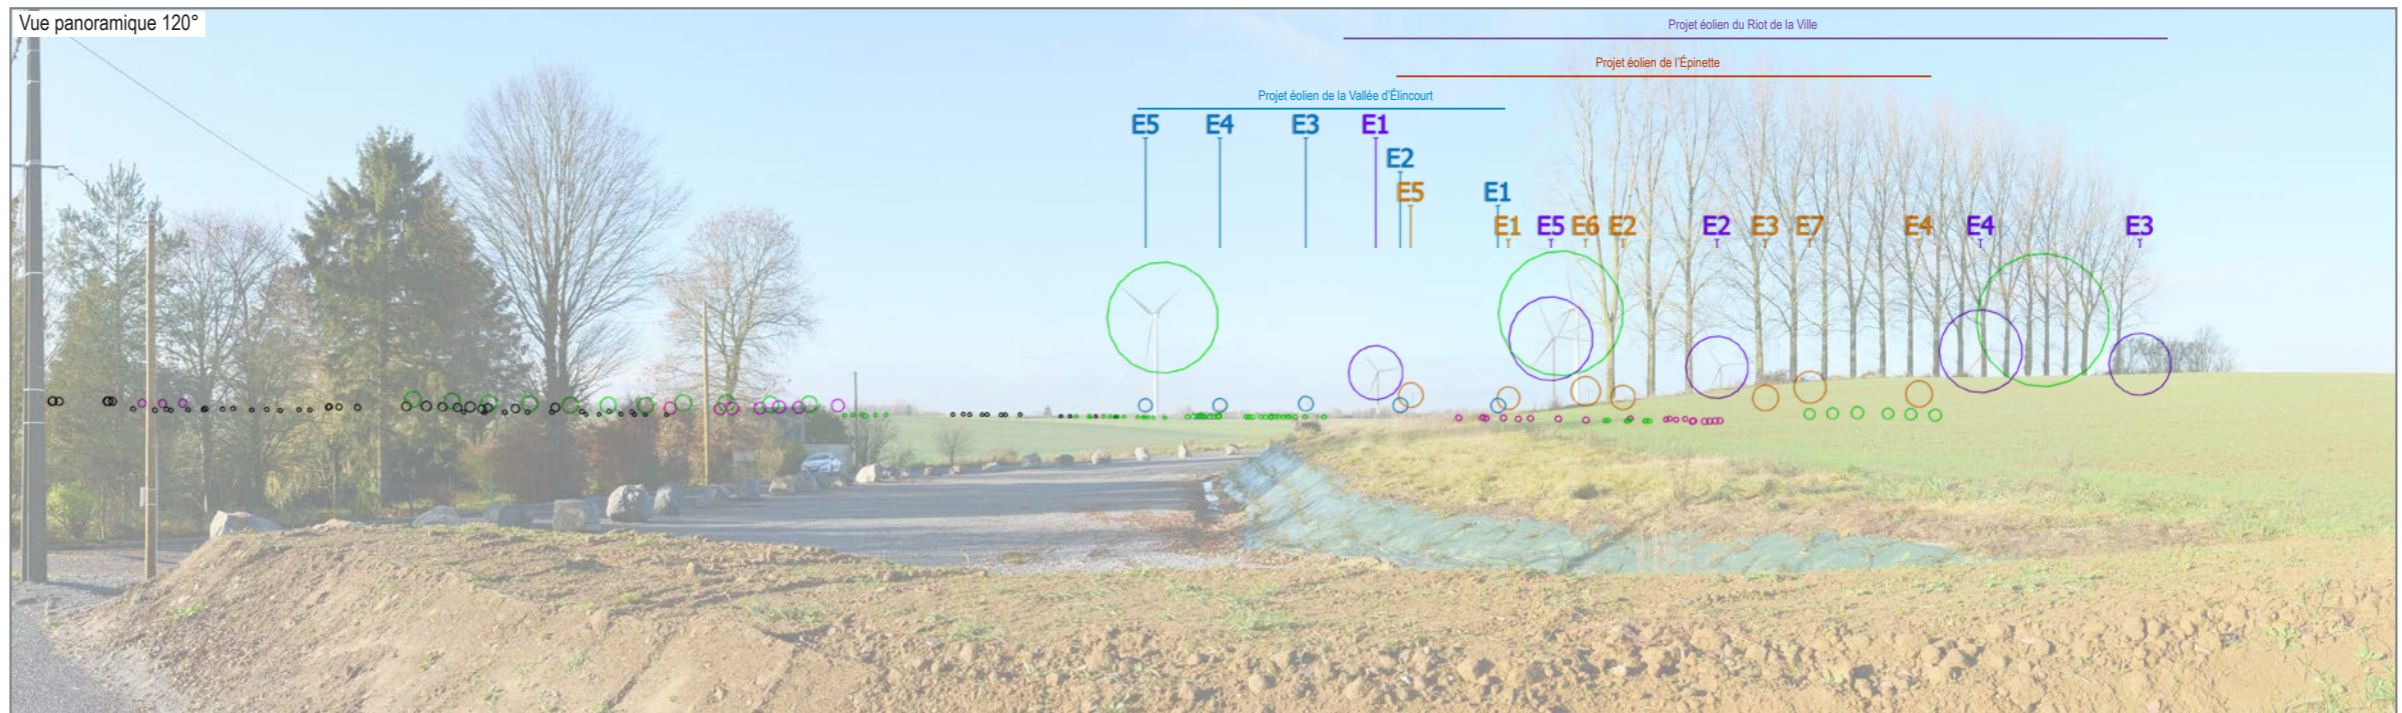 Vue panoramique 120°
Projet éolien du Riot de la Ville
Projet éolien de l'Épinette
Projet éolien de la Vallée d'Élincourt
E5 E4 E3 E1
E2
E5 E1
E1 E5 E6 E2 E2 E3 E7 E4 E4 E3